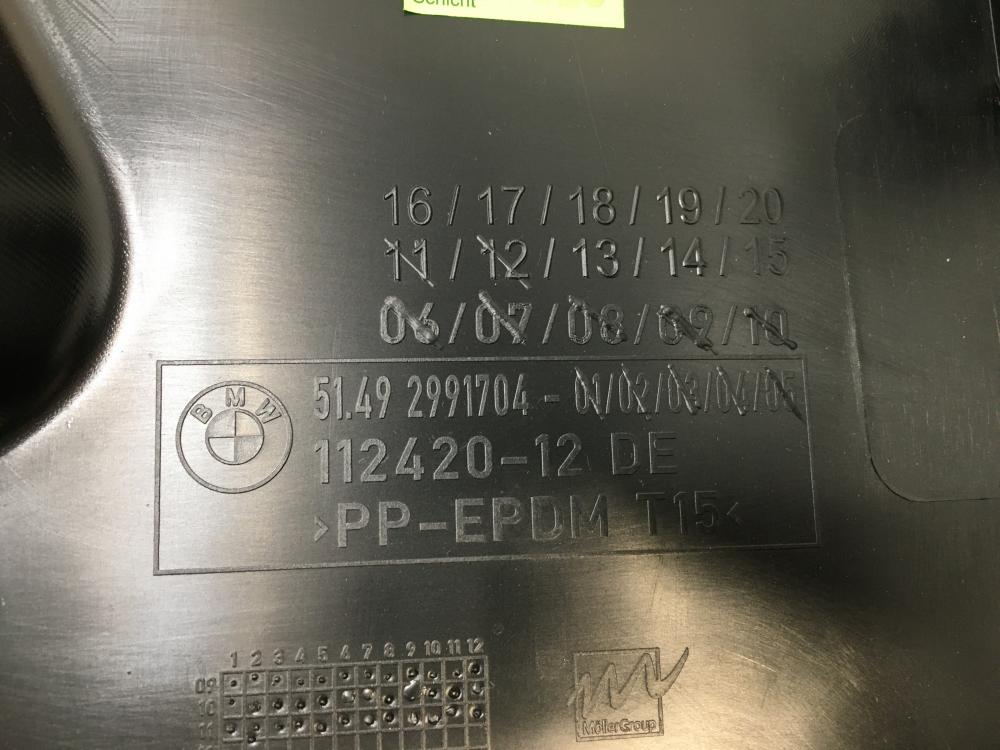 Schicht
16 / 17 / 18 / 19 / 20
11 / 12 / 13 / 14 / 15
06/07/08/09/10
BMW
51.49 2991704 - 01/02/03/04/05
112420-12 DE
>PP-EPDM T15<
1 2 3 4 5 6 7 8 9 10 11 12
09
10
11
MöllerGroup